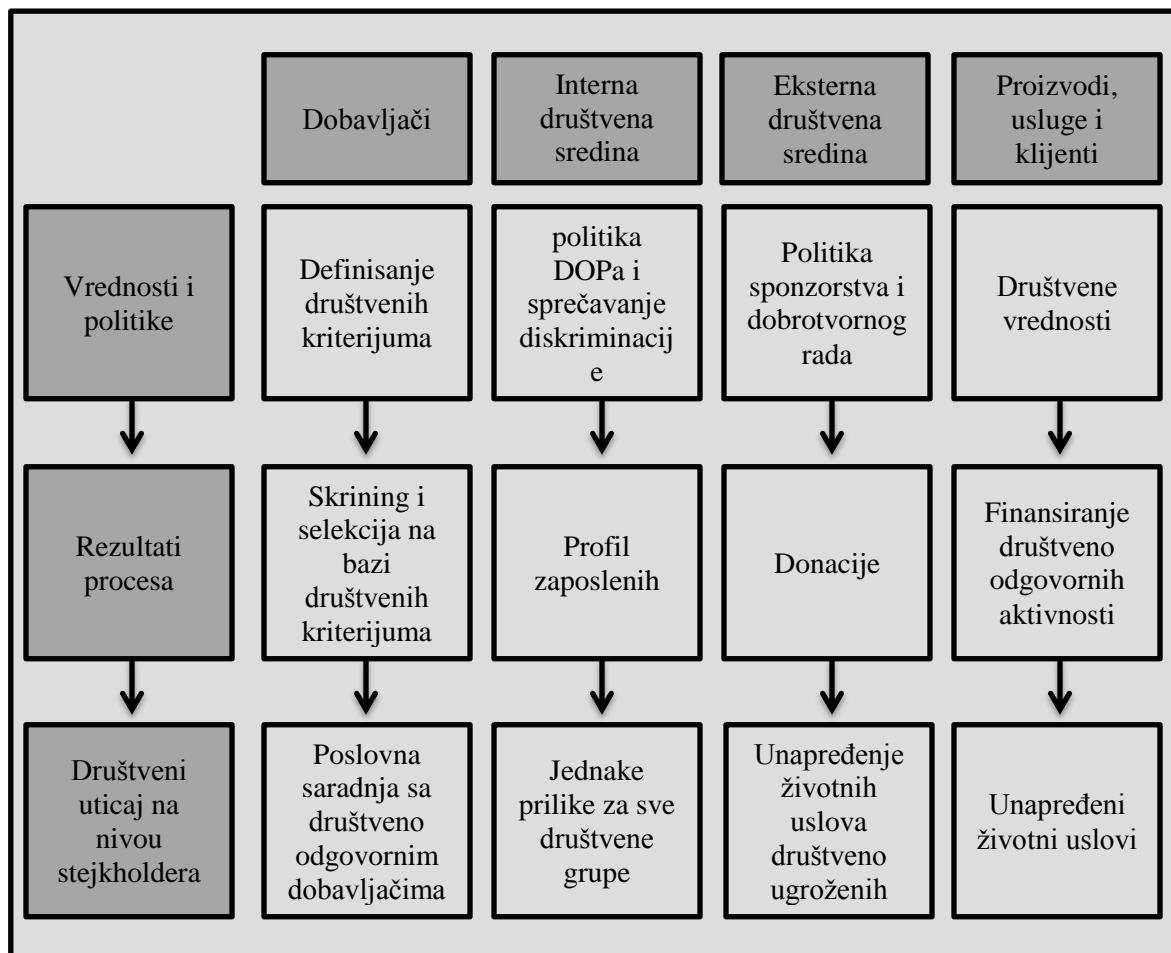 Dobavljači
Interna
društvena
sredina
Eksterna
društvena
sredina
Proizvodi,
usluge i
klijenti
Vrednosti i
politike
Definisanje
društvenih
kriterijuma
politika
DOPa i
sprečavanje
diskriminacij
e
Politika
sponzorstva i
dobrotvornog
rada
Društvene
vrednosti
Rezultati
procesa
Skrining i
selekcija na
bazi
društvenih
kriterijuma
Profil
zaposlenih
Donacije
Finansiranje
društveno
odgovornih
aktivnosti
Društveni
uticaj na
nivou
stejkholdera
Poslovna
saradnja sa
društveno
odgovornim
dobavljačima
Jednake
prilike za sve
društvene
grupe
Unapređenje
životnih
uslova
društveno
ugroženih
Unapređeni
životni uslovi